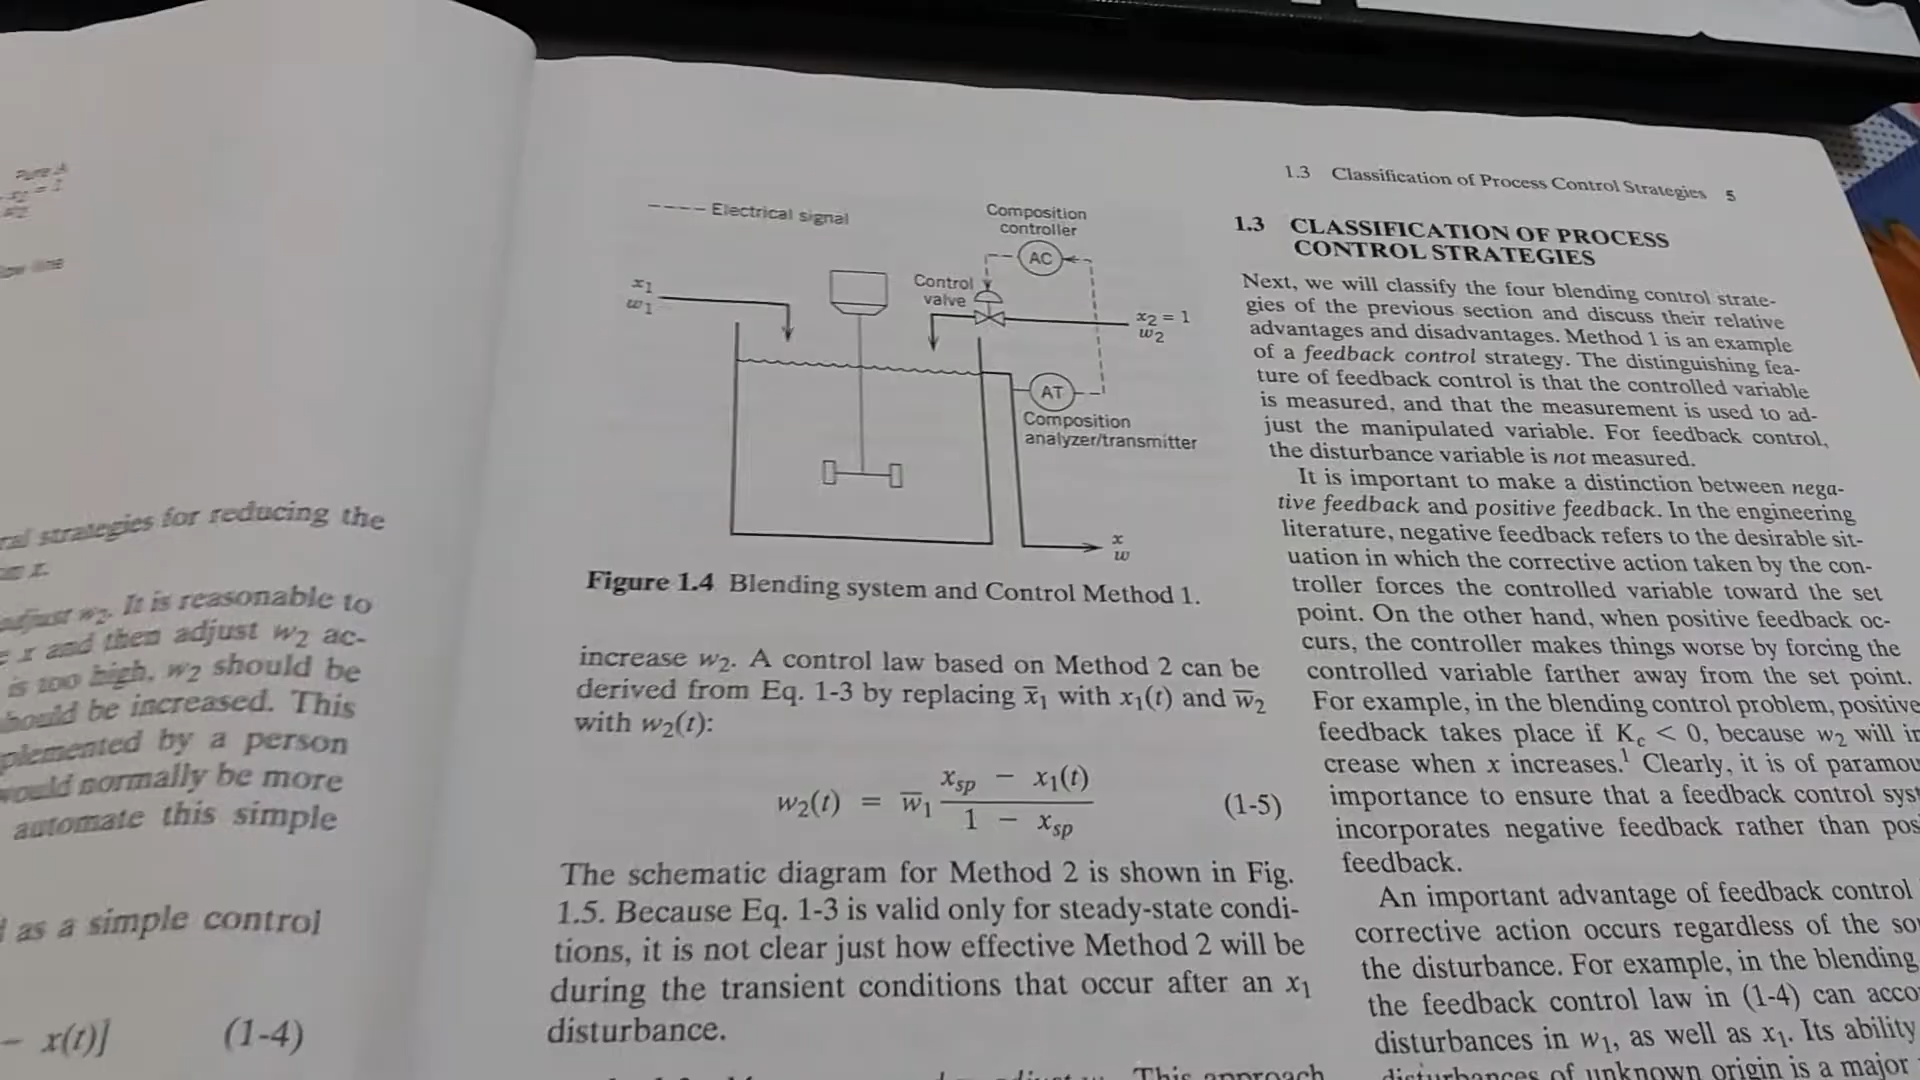 Pure A
ral strategies for reducing the
adjust w2. It is reasonable to
x and then adjust w2 ac-
is too high, w2 should be
hould be increased. This
plemented by a person
would normally be more
automate this simple
as a simple control
– x(t)] (1-4)
---- Electrical signal
Composition
controller
AC
Control
valve
x1
w1
x2 = 1
w2
AT
Composition
analyzer/transmitter
x
w
Figure 1.4 Blending system and Control Method 1.
increase w2. A control law based on Method 2 can be
derived from Eq. 1-3 by replacing x̅1 with x1(t) and w̅2
with w2(t):
w2(t) = w̅1 (xsp − x1(t)) / (1 − xsp) (1-5)
The schematic diagram for Method 2 is shown in Fig.
1.5. Because Eq. 1-3 is valid only for steady-state condi-
tions, it is not clear just how effective Method 2 will be
during the transient conditions that occur after an x1
disturbance.
This approach
1.3 Classification of Process Control Strategies 5
1.3 CLASSIFICATION OF PROCESS
CONTROL STRATEGIES
Next, we will classify the four blending control strate-
gies of the previous section and discuss their relative
advantages and disadvantages. Method 1 is an example
of a feedback control strategy. The distinguishing fea-
ture of feedback control is that the controlled variable
is measured, and that the measurement is used to ad-
just the manipulated variable. For feedback control,
the disturbance variable is not measured.
It is important to make a distinction between nega-
tive feedback and positive feedback. In the engineering
literature, negative feedback refers to the desirable sit-
uation in which the corrective action taken by the con-
troller forces the controlled variable toward the set
point. On the other hand, when positive feedback oc-
curs, the controller makes things worse by forcing the
controlled variable farther away from the set point.
For example, in the blending control problem, positive
feedback takes place if Kc < 0, because w2 will in
crease when x increases.1 Clearly, it is of paramou
importance to ensure that a feedback control syst
incorporates negative feedback rather than pos
feedback.
An important advantage of feedback control
corrective action occurs regardless of the so
the disturbance. For example, in the blending
the feedback control law in (1-4) can acco
disturbances in w1, as well as x1. Its ability
disturbances of unknown origin is a major